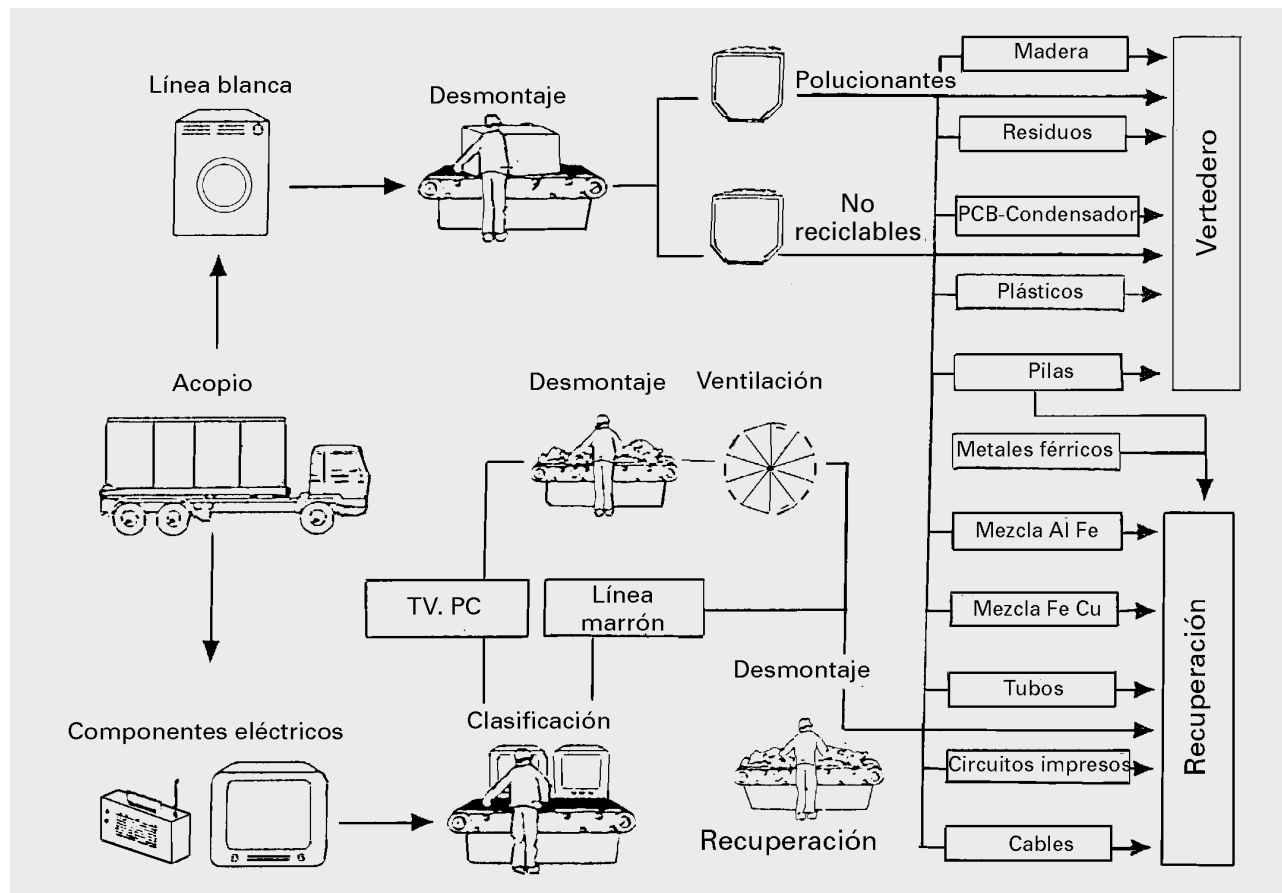 Línea blanca
Desmontaje
Polucionantes
No
reciclables
Madera
Residuos
PCB-Condensador
Plásticos
Pilas
Vertedero
Acopio
Desmontaje
Ventilación
Metales férricos
Mezcla Al Fe
Mezcla Fe Cu
Tubos
Circuitos impresos
Cables
Recuperación
TV. PC
Línea
marrón
Desmontaje
Recuperación
Clasificación
Componentes eléctricos